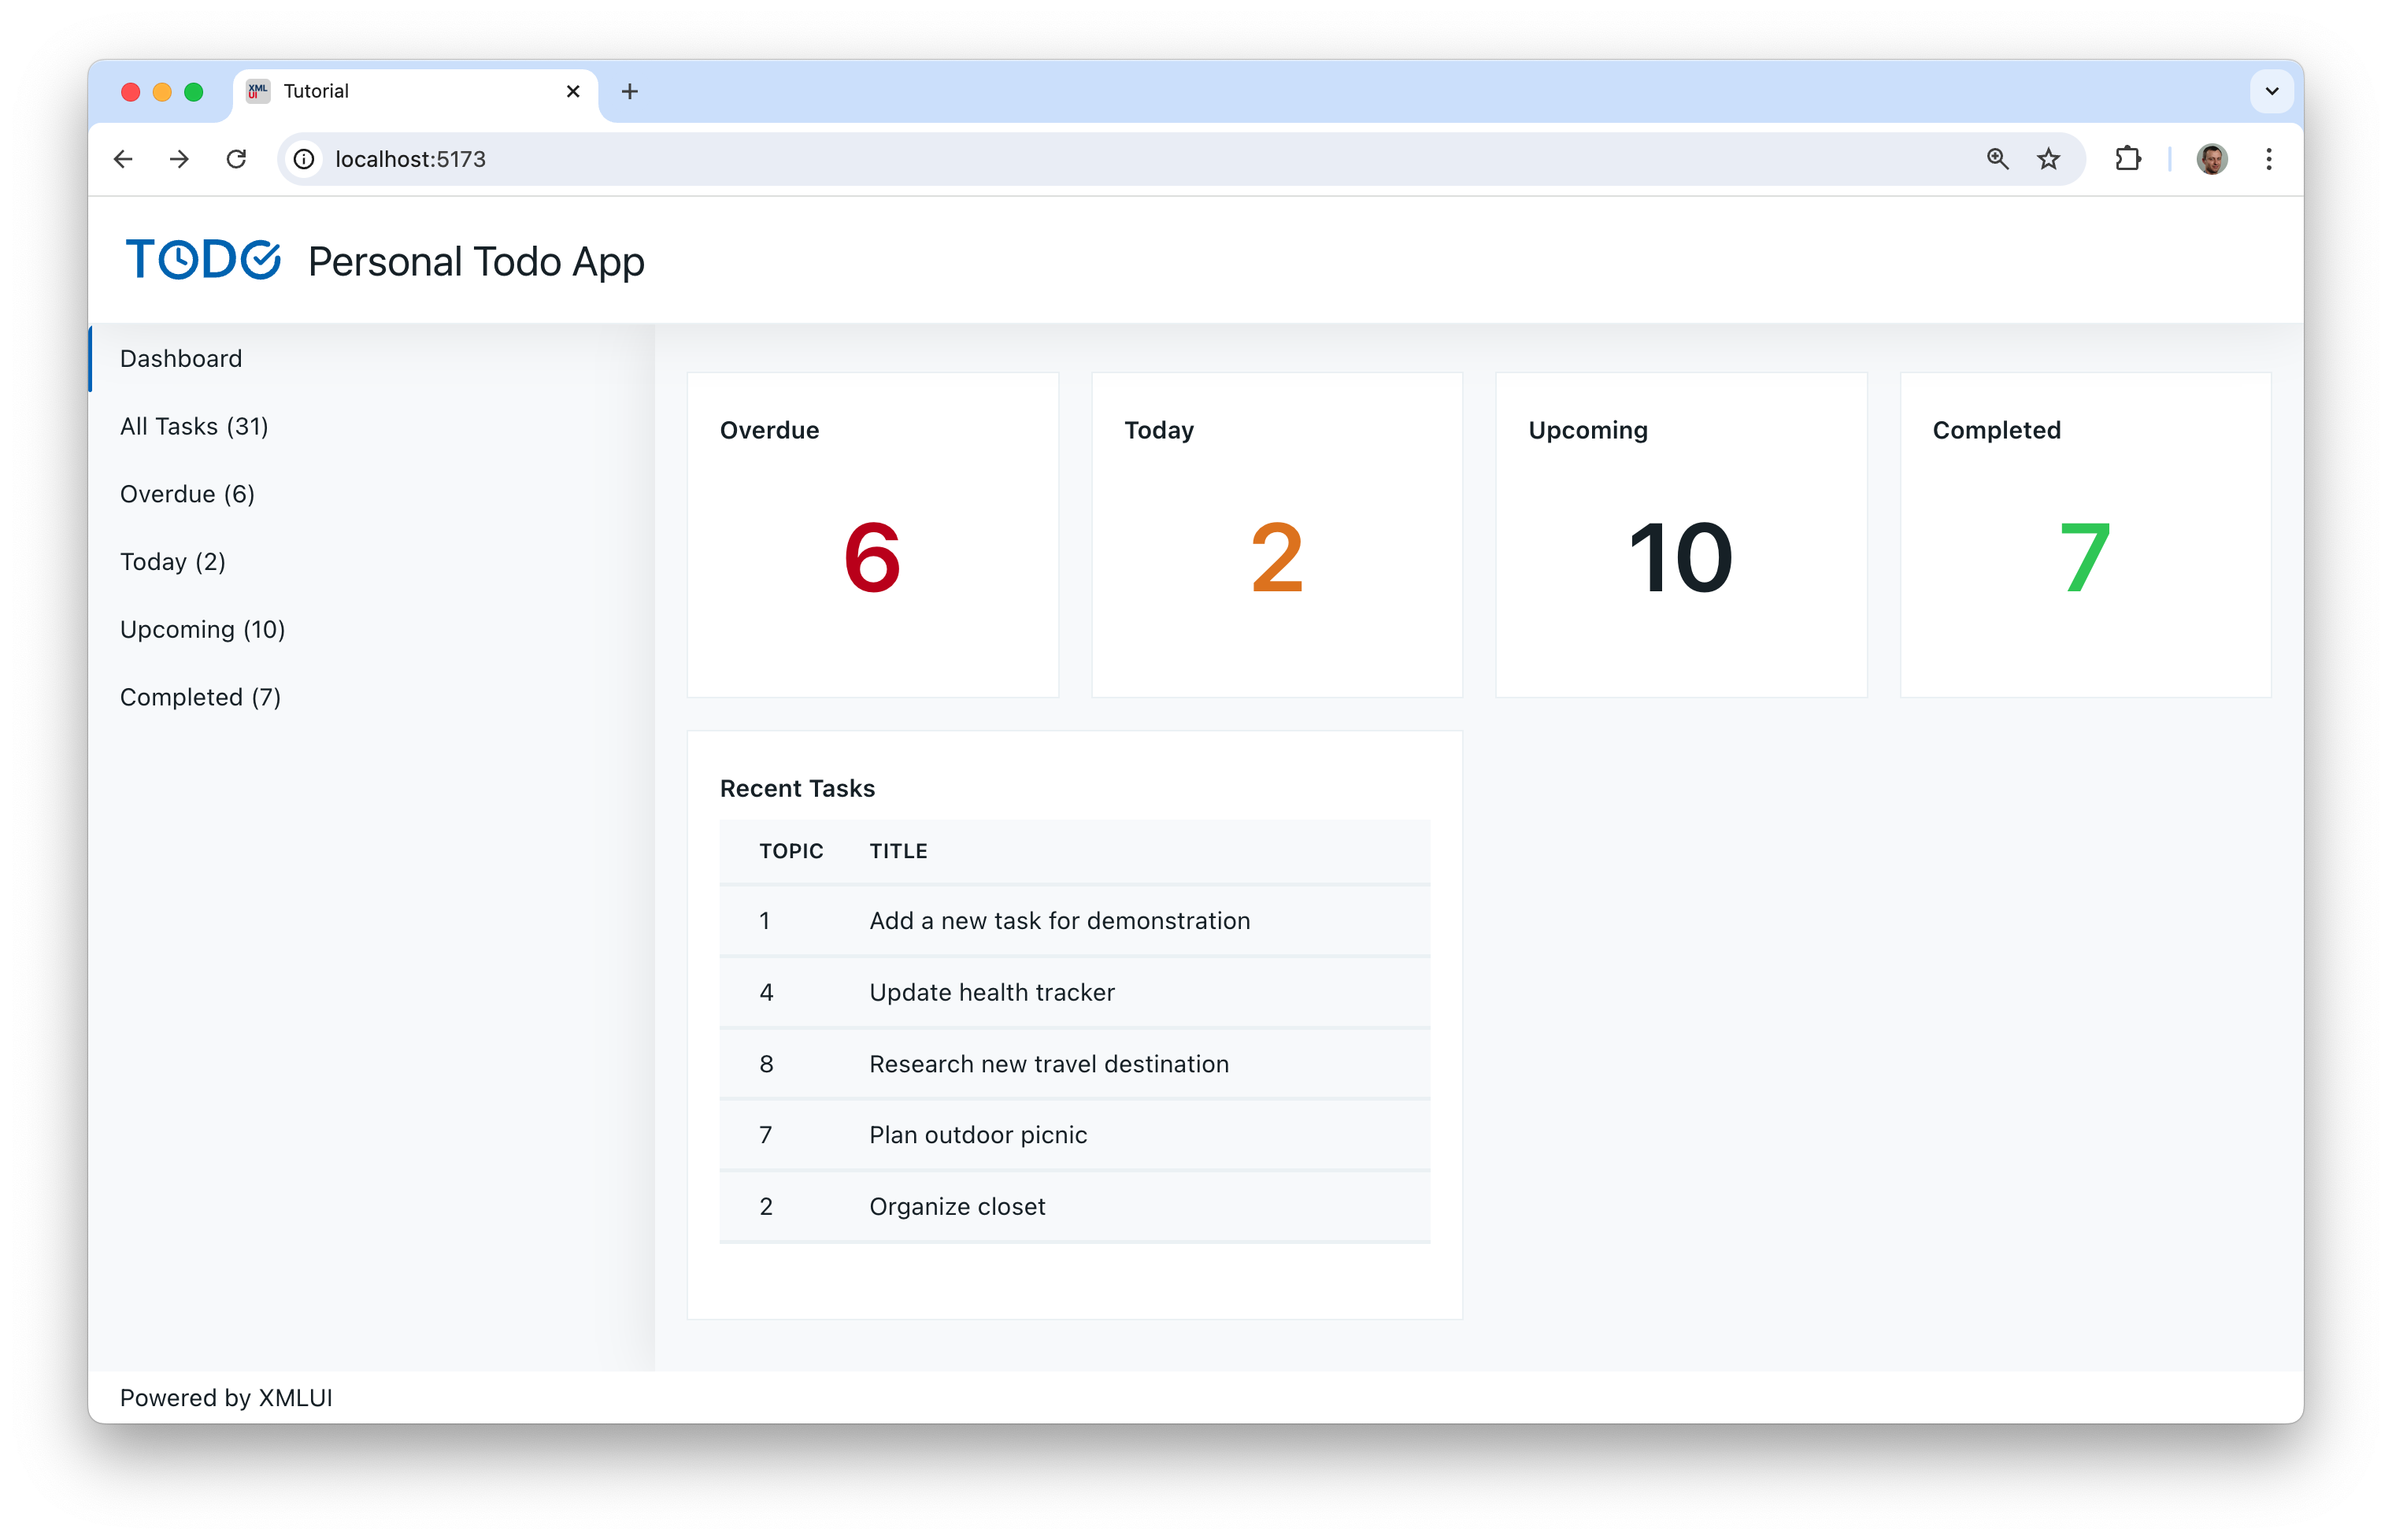 XML
UI
Tutorial
localhost:5173
TODO Personal Todo App
Dashboard
All Tasks (31)
Overdue (6)
Today (2)
Upcoming (10)
Completed (7)
Overdue
6
Today
2
Upcoming
10
Completed
7
Recent Tasks
TOPIC TITLE
1 Add a new task for demonstration
4 Update health tracker
8 Research new travel destination
7 Plan outdoor picnic
2 Organize closet
Powered by XMLUI